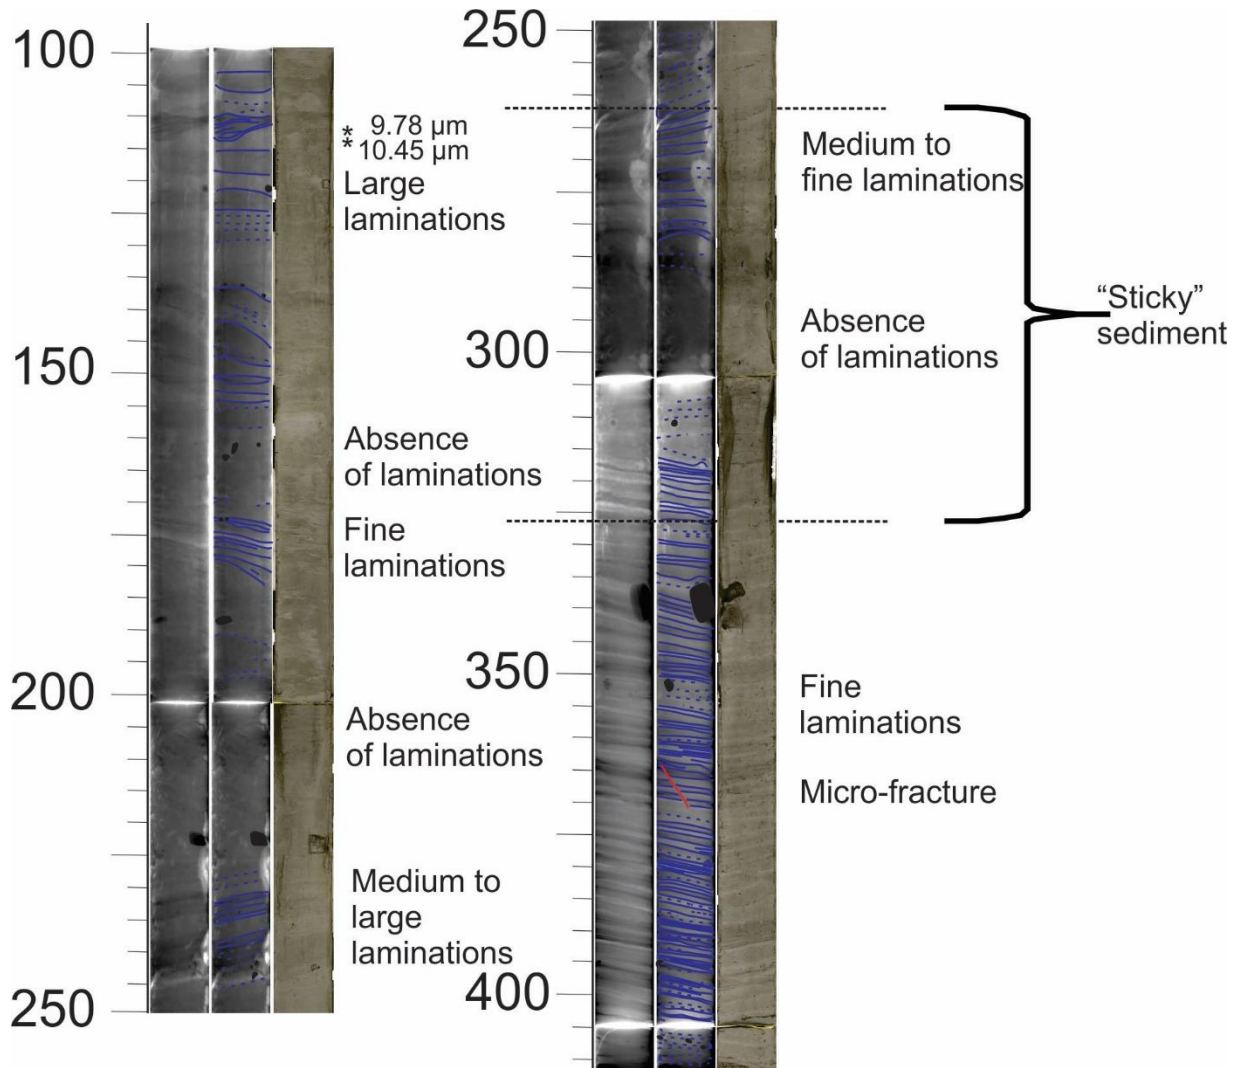 100
150
200
250
* 9.78 µm
* 10.45 µm
Large
laminations
Absence
of laminations
Fine
laminations
Absence
of laminations
Medium to
large
laminations
250
300
350
400
Medium to
fine laminations
Absence
of laminations
“Sticky”
sediment
Fine
laminations
Micro-fracture